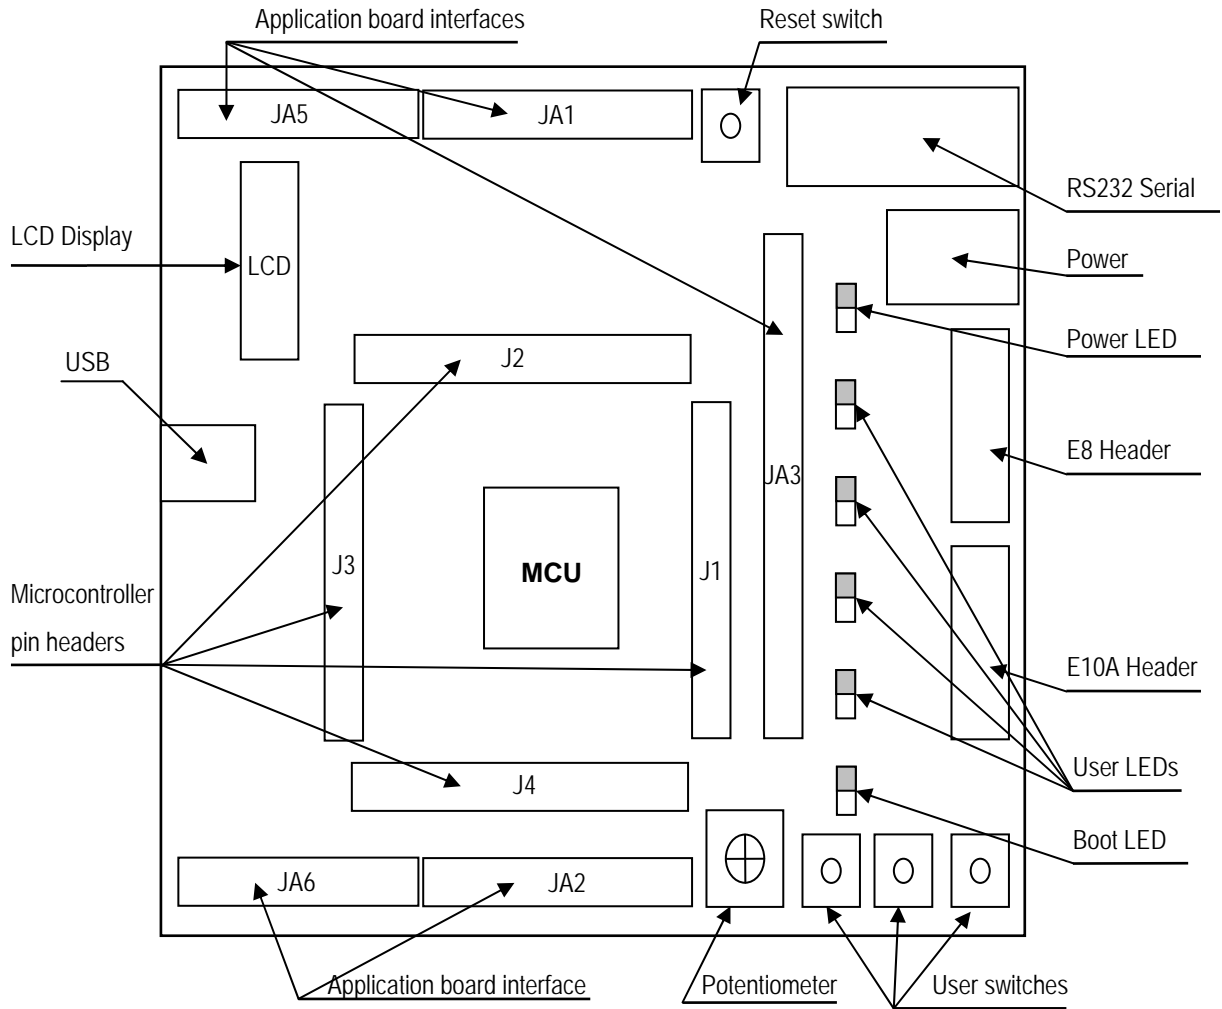 Application board interfaces
Reset switch
JA5
JA1
RS232 Serial
LCD Display
LCD
Power
Power LED
J2
USB
E8 Header
JA3
J3
MCU
J1
Microcontroller
pin headers
E10A Header
User LEDs
J4
Boot LED
JA6
JA2
Application board interface
Potentiometer
User switches